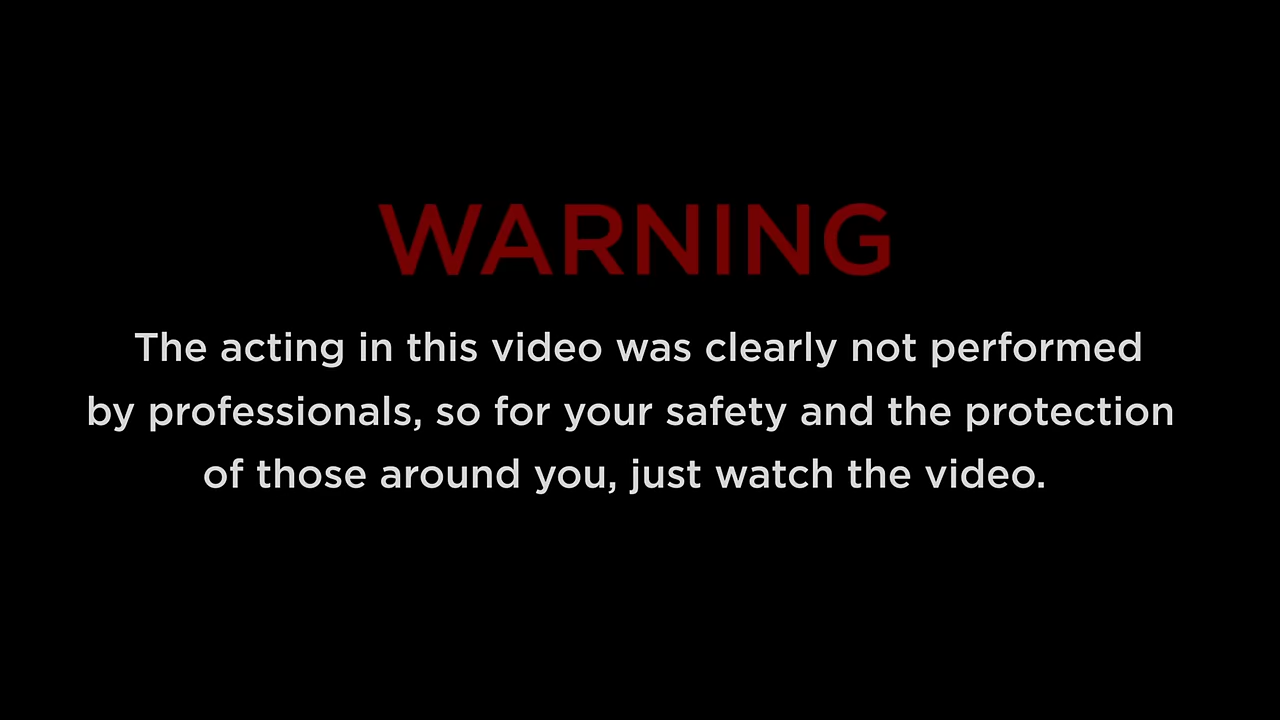 WARNING
The acting in this video was clearly not performed
by professionals, so for your safety and the protection
of those around you, just watch the video.